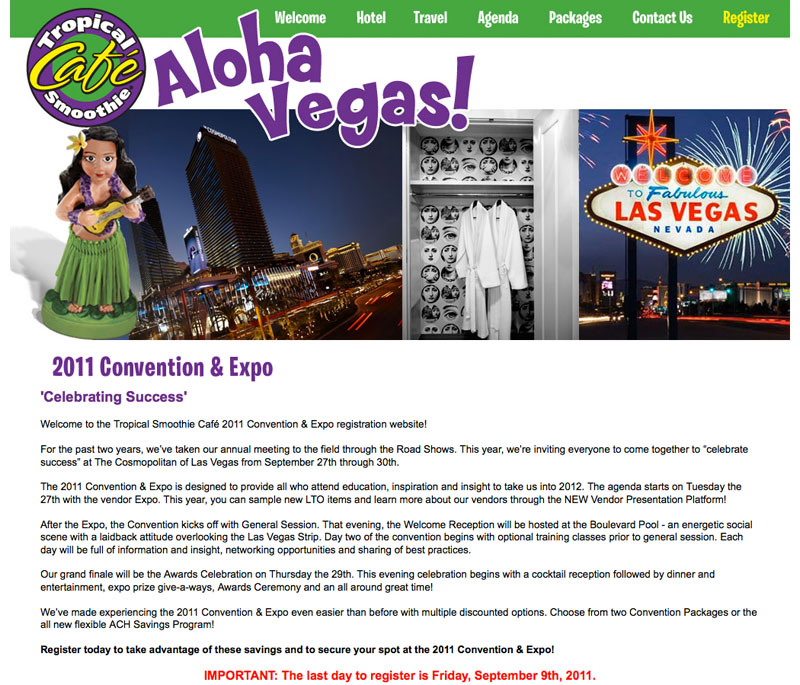 Welcome Hotel Travel Agenda Packages Contact Us Register
Tropical
Café
Smoothie
Aloha
Vegas!
The COSMOPOLITAN
WELCOME
TO Fabulous
LAS VEGAS
NEVADA
2011 Convention & Expo
'Celebrating Success'
Welcome to the Tropical Smoothie Café 2011 Convention & Expo registration website!
For the past two years, we've taken our annual meeting to the field through the Road Shows. This year, we're inviting everyone to come together to "celebrate
success" at The Cosmopolitan of Las Vegas from September 27th through 30th.
The 2011 Convention & Expo is designed to provide all who attend education, inspiration and insight to take us into 2012. The agenda starts on Tuesday the
27th with the vendor Expo. This year, you can sample new LTO items and learn more about our vendors through the NEW Vendor Presentation Platform!
After the Expo, the Convention kicks off with General Session. That evening, the Welcome Reception will be hosted at the Boulevard Pool - an energetic social
scene with a laidback attitude overlooking the Las Vegas Strip. Day two of the convention begins with optional training classes prior to general session. Each
day will be full of information and insight, networking opportunities and sharing of best practices.
Our grand finale will be the Awards Celebration on Thursday the 29th. This evening celebration begins with a cocktail reception followed by dinner and
entertainment, expo prize give-a-ways, Awards Ceremony and an all around great time!
We've made experiencing the 2011 Convention & Expo even easier than before with multiple discounted options. Choose from two Convention Packages or the
all new flexible ACH Savings Program!
Register today to take advantage of these savings and to secure your spot at the 2011 Convention & Expo!
IMPORTANT: The last day to register is Friday, September 9th, 2011.